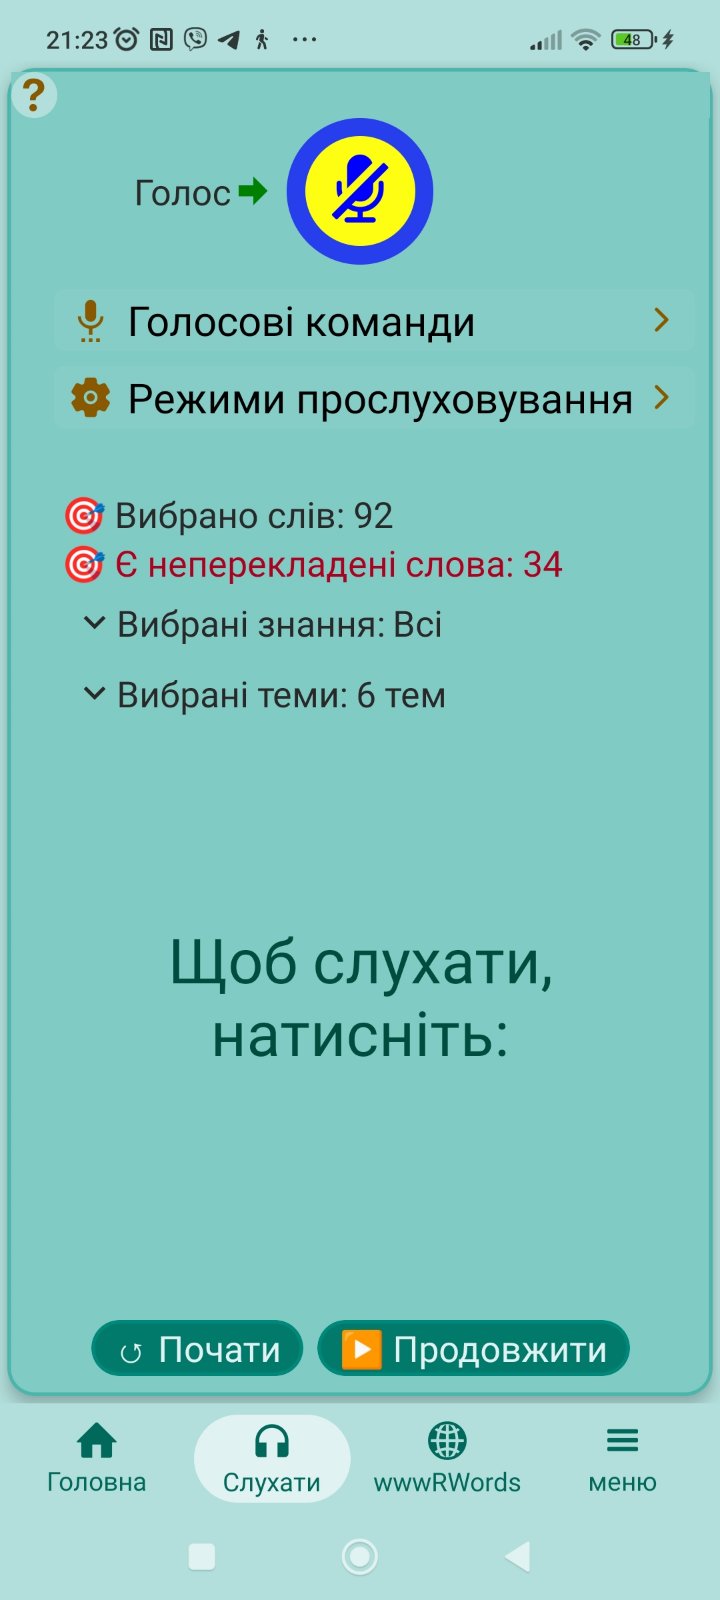 21:23
48
?
Голос
Голосові команди
Режими прослуховування
Вибрано слів: 92
Є неперекладені слова: 34
Вибрані знання: Всі
Вибрані теми: 6 тем
Щоб слухати,
натисніть:
Почати
Продовжити
Головна
Слухати
wwwRWords
меню